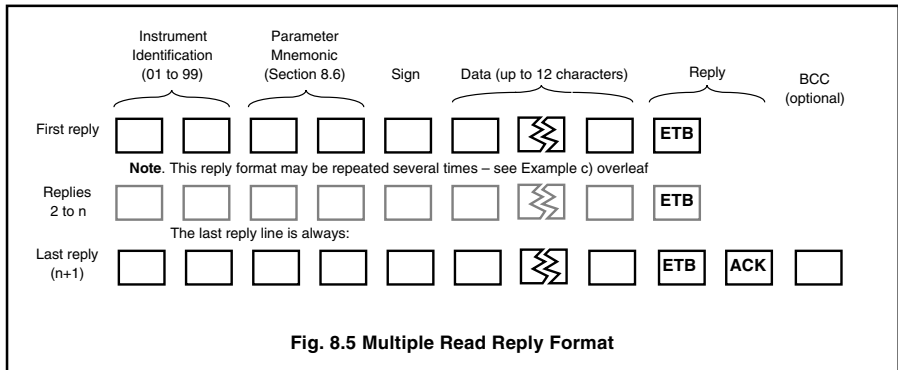 Instrument
Identification
(01 to 99)
Parameter
Mnemonic
(Section 8.6)
Sign
Data (up to 12 characters)
Reply
BCC
(optional)
First reply
ETB
Note. This reply format may be repeated several times – see Example c) overleaf
Replies
2 to n
ETB
The last reply line is always:
Last reply
(n+1)
ETB
ACK
Fig. 8.5 Multiple Read Reply Format